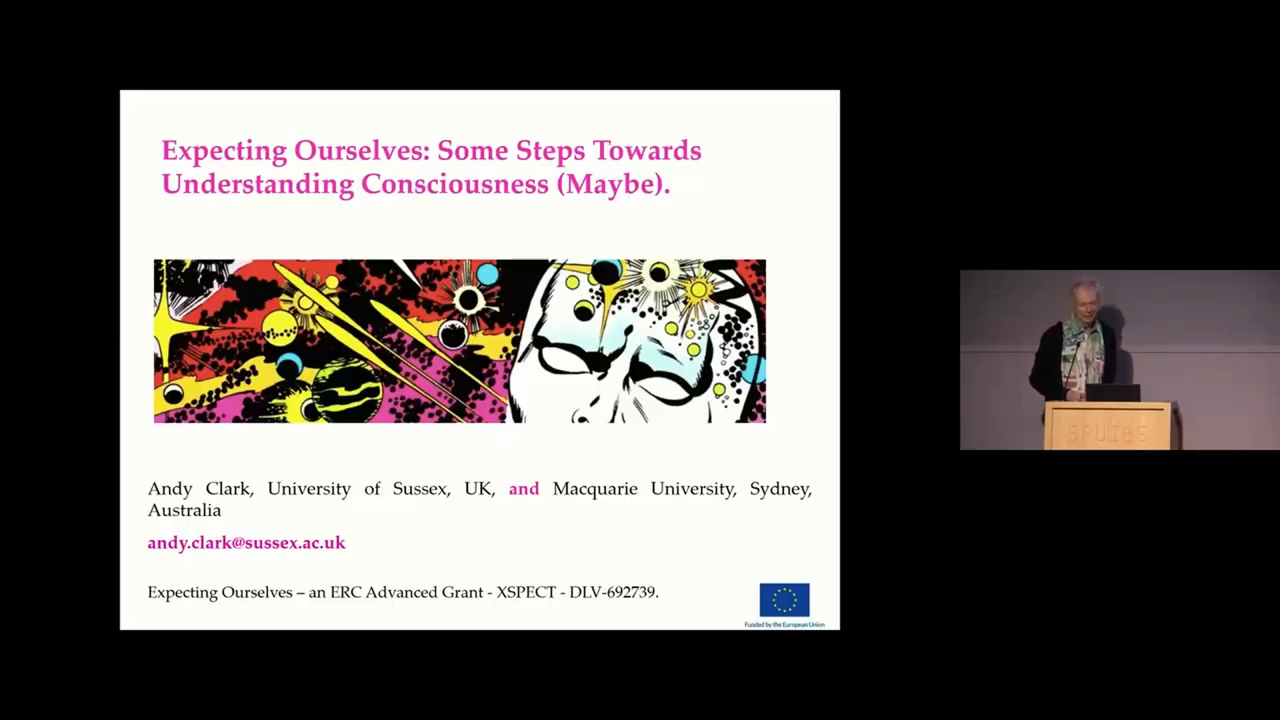 Expecting Ourselves: Some Steps Towards
Understanding Consciousness (Maybe).
Andy Clark, University of Sussex, UK, and Macquarie University, Sydney,
Australia
andy.clark@sussex.ac.uk
Expecting Ourselves – an ERC Advanced Grant - XSPECT - DLV-692739.
Funded by the European Union